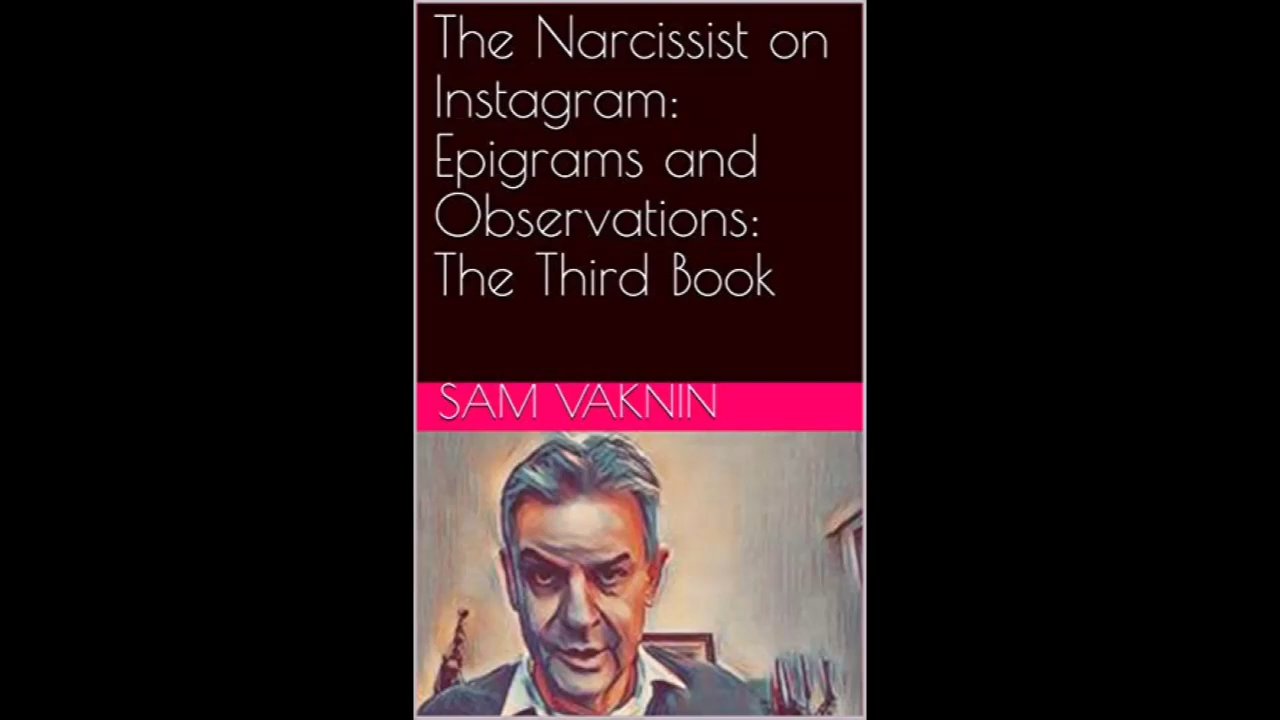 The Narcissist on
Instagram:
Epigrams and
Observations:
The Third Book
SAM VAKNIN